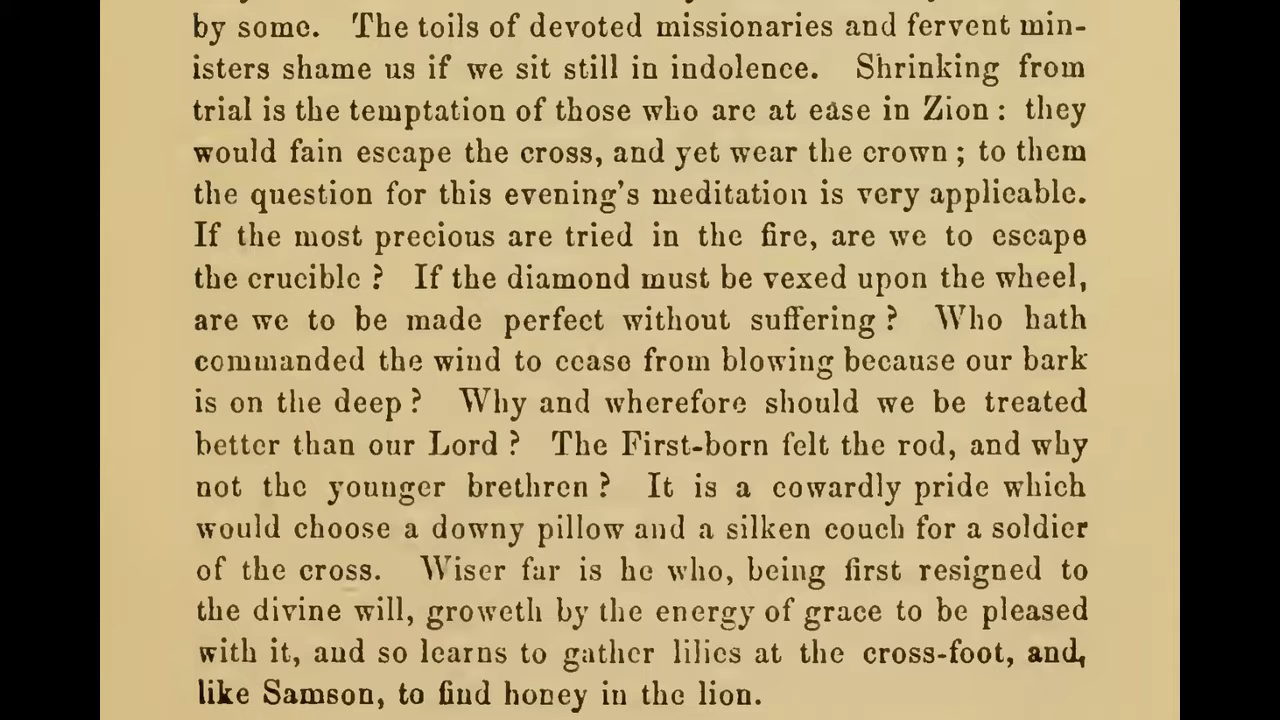 by some. The toils of devoted missionaries and fervent min-
isters shame us if we sit still in indolence. Shrinking from
trial is the temptation of those who are at ease in Zion : they
would fain escape the cross, and yet wear the crown ; to them
the question for this evening's meditation is very applicable.
If the most precious are tried in the fire, are we to escape
the crucible ? If the diamond must be vexed upon the wheel,
are we to be made perfect without suffering ? Who hath
commanded the wind to cease from blowing because our bark
is on the deep ? Why and wherefore should we be treated
better than our Lord ? The First-born felt the rod, and why
not the younger brethren ? It is a cowardly pride which
would choose a downy pillow and a silken couch for a soldier
of the cross. Wiser far is he who, being first resigned to
the divine will, groweth by the energy of grace to be pleased
with it, and so learns to gather lilies at the cross-foot, and,
like Samson, to find honey in the lion.